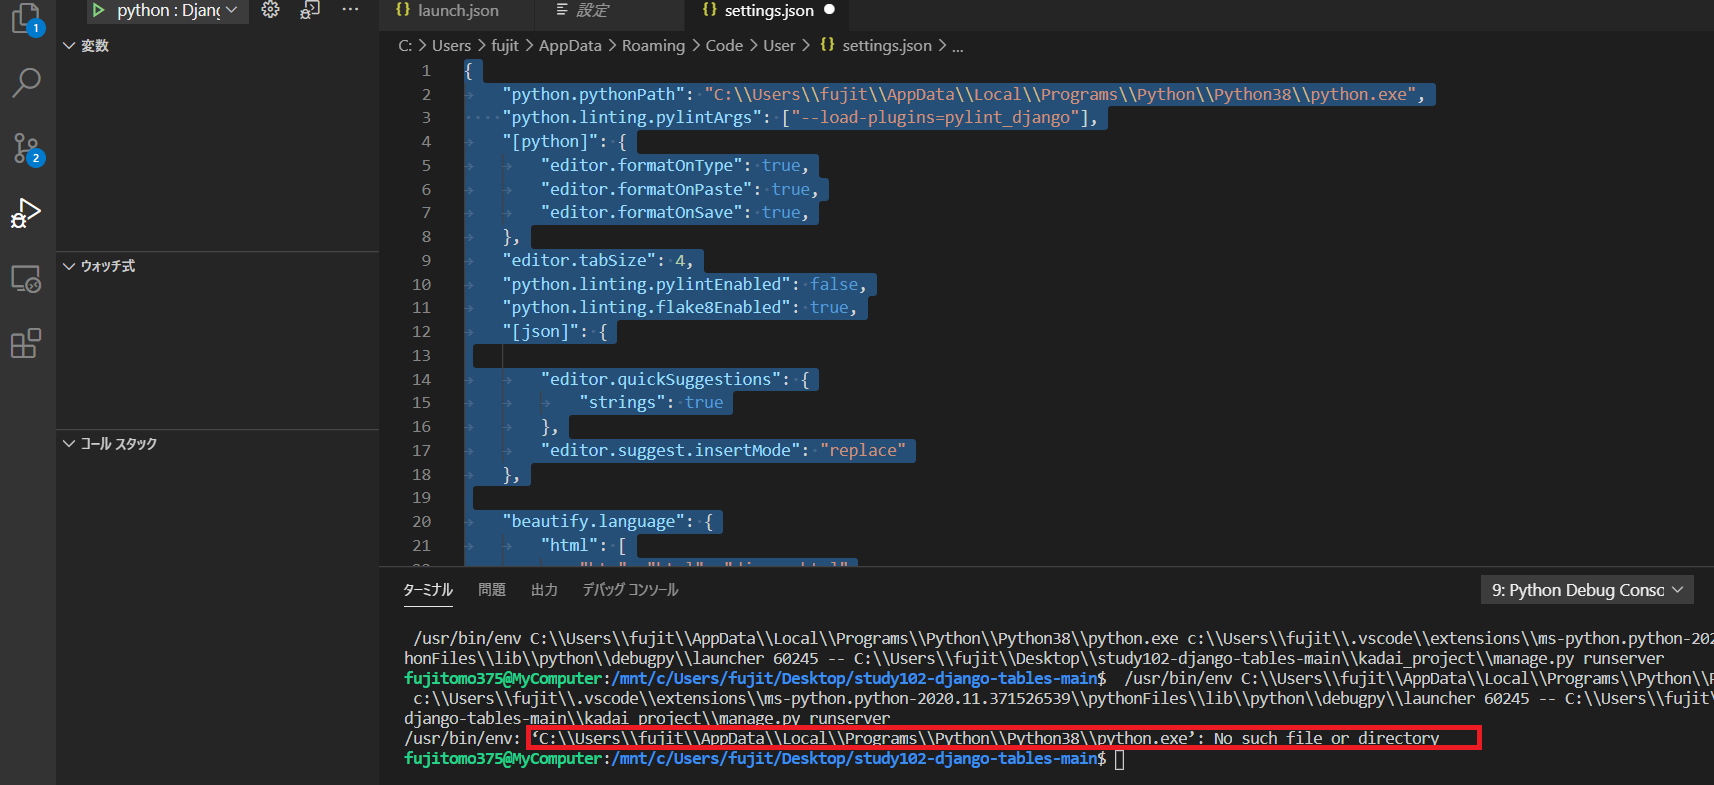 python : Djang
launch.json
設定
settings.json
1
変数
C: > Users > fujit > AppData > Roaming > Code > User > {} settings.json > ...
1 {
2 "python.pythonPath": "C:\\Users\\fujit\\AppData\\Local\\Programs\\Python\\Python38\\python.exe",
3 "python.linting.pylintArgs": ["--load-plugins=pylint_django"],
4 "[python]": {
5 "editor.formatOnType": true,
6 "editor.formatOnPaste": true,
7 "editor.formatOnSave": true,
8 },
9 "editor.tabSize": 4,
10 "python.linting.pylintEnabled": false,
11 "python.linting.flake8Enabled": true,
12 "[json]": {
13
14 "editor.quickSuggestions": {
15 "strings": true
16 },
17 "editor.suggest.insertMode": "replace"
18 },
19
20 "beautify.language": {
21 "html": [
2
ウォッチ式
コール スタック
ターミナル 問題 出力 デバッグ コンソール
9: Python Debug Conso
/usr/bin/env C:\\Users\\fujit\\AppData\\Local\\Programs\\Python\\Python38\\python.exe c:\\Users\\fujit\\.vscode\\extensions\\ms-python.python-202
honFiles\\lib\\python\\debugpy\\launcher 60245 -- C:\\Users\\fujit\\Desktop\\study102-django-tables-main\\kadai_project\\manage.py runserver
fujitomo375@MyComputer:/mnt/c/Users/fujit/Desktop/study102-django-tables-main$ /usr/bin/env C:\\Users\\fujit\\AppData\\Local\\Programs\\Python\\P
c:\\Users\\fujit\\.vscode\\extensions\\ms-python.python-2020.11.371526539\\pythonFiles\\lib\\python\\debugpy\\launcher 60245 -- C:\\Users\\fujit\
django-tables-main\\kadai_project\\manage.py runserver
/usr/bin/env: ‘C:\\Users\\fujit\\AppData\\Local\\Programs\\Python\\Python38\\python.exe’: No such file or directory
fujitomo375@MyComputer:/mnt/c/Users/fujit/Desktop/study102-django-tables-main$